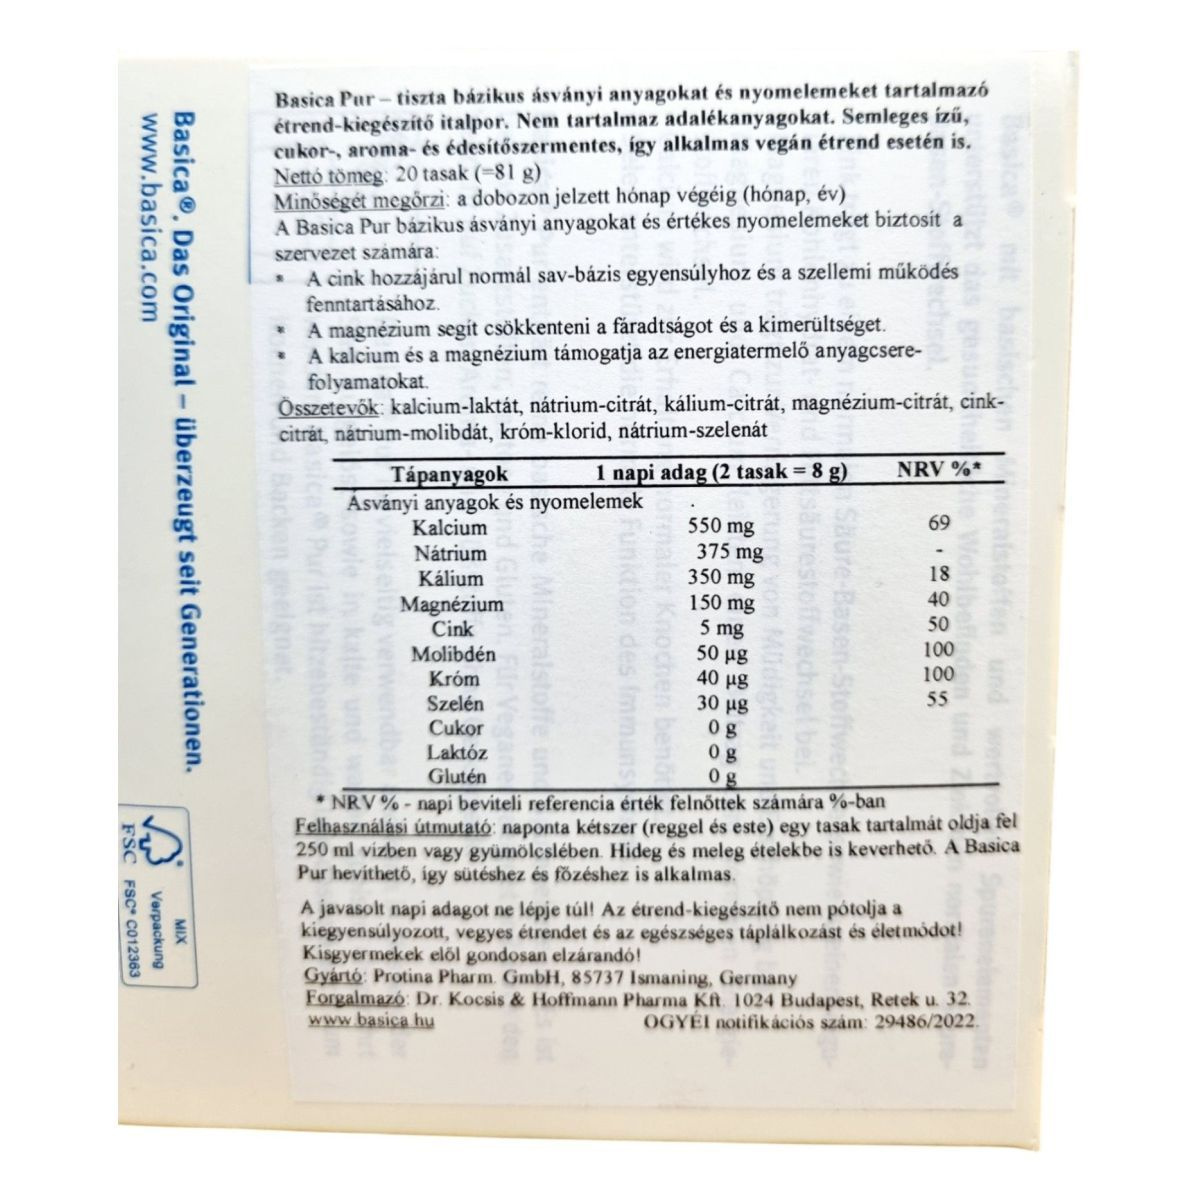 Basica Pur – tiszta bázikus ásványi anyagokat és nyomelemeket tartalmazó
étrend-kiegészítő italpor. Nem tartalmaz adalékanyagokat. Semleges ízű,
cukor-, aroma- és édesítőszermentes, így alkalmas vegán étrend esetén is.
Nettó tömeg: 20 tasak (=81 g)
Minőségét megőrzi: a dobozon jelzett hónap végéig (hónap, év)
A Basica Pur bázikus ásványi anyagokat és értékes nyomelemeket biztosít a
szervezet számára:
* A cink hozzájárul normál sav-bázis egyensúlyhoz és a szellemi működés
fenntartásához.
* A magnézium segít csökkenteni a fáradtságot és a kimerültséget.
* A kalcium és a magnézium támogatja az energiatermelő anyagcsere-
folyamatokat.
Összetevők: kalcium-laktát, nátrium-citrát, kálium-citrát, magnézium-citrát, cink-
citrát, nátrium-molibdát, króm-klorid, nátrium-szelenát
Tápanyagok 1 napi adag (2 tasak = 8 g) NRV %*
Ásványi anyagok és nyomelemek
Kalcium 550 mg 69
Nátrium 375 mg -
Kálium 350 mg 18
Magnézium 150 mg 40
Cink 5 mg 50
Molibdén 50 µg 100
Króm 40 µg 100
Szelén 30 µg 55
Cukor 0 g
Laktóz 0 g
Glutén 0 g
* NRV % - napi beviteli referencia érték felnőttek számára %-ban
Felhasználási útmutató: naponta kétszer (reggel és este) egy tasak tartalmát oldja fel
250 ml vízben vagy gyümölcslében. Hideg és meleg ételekbe is keverhető. A Basica
Pur hevíthető, így sütéshez és főzéshez is alkalmas.
A javasolt napi adagot ne lépje túl! Az étrend-kiegészítő nem pótolja a
kiegyensúlyozott, vegyes étrendet és az egészséges táplálkozást és életmódot!
Kisgyermekek elől gondosan elzárandó!
Gyártó: Protina Pharm. GmbH, 85737 Ismaning, Germany
Forgalmazó: Dr. Kocsis & Hoffmann Pharma Kft. 1024 Budapest, Retek u. 32.
www.basica.hu OGYÉI notifikációs szám: 29486/2022.
Basica®. Das Original – überzeugt seit Generationen.
www.basica.com
FSC
MIX
Verpackung
FSC® C012363